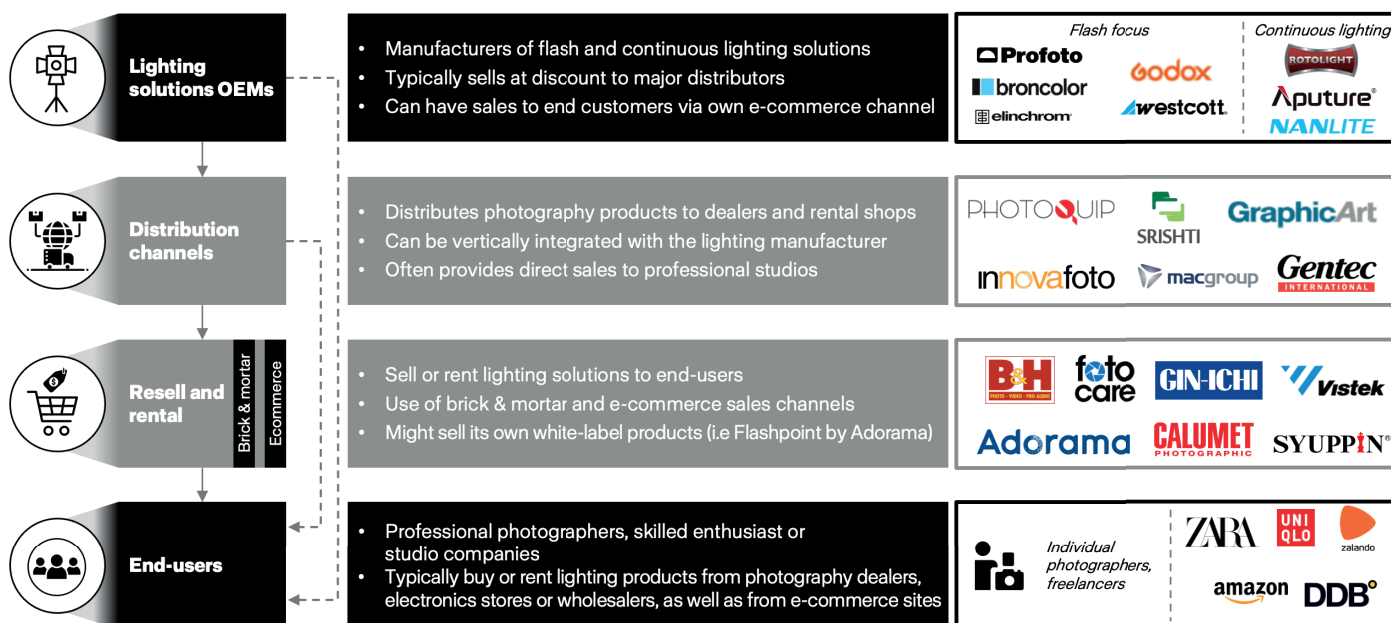 Lighting
solutions OEMs
• Manufacturers of flash and continuous lighting solutions
• Typically sells at discount to major distributors
• Can have sales to end customers via own e-commerce channel
Flash focus
Profoto
broncolor
elinchrom
Godox
Westcott.
Continuous lighting
ROTOLIGHT
Aputure®
NANLITE
Distribution
channels
• Distributes photography products to dealers and rental shops
• Can be vertically integrated with the lighting manufacturer
• Often provides direct sales to professional studios
PHOTOQUIP
SRISHTI
GraphicArt
innovafoto
macgroup
Gentec
INTERNATIONAL
Resell and
rental
Brick & mortar
Ecommerce
$
• Sell or rent lighting solutions to end-users
• Use of brick & mortar and e-commerce sales channels
• Might sell its own white-label products (i.e Flashpoint by Adorama)
B&H
PHOTO - VIDEO - PRO AUDIO
foto
care
GIN-ICHI
Vistek
Adorama
CALUMET
PHOTOGRAPHIC
SYUPPIN®
End-users
• Professional photographers, skilled enthusiast or
studio companies
• Typically buy or rent lighting products from photography dealers,
electronics stores or wholesalers, as well as from e-commerce sites
Individual
photographers,
freelancers
ZARA
UNI
QLO
zalando
amazon
DDB